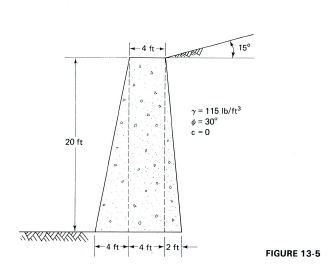 4 ft
15°
γ = 115 lb/ft³
φ = 30°
c = 0
20 ft
4 ft 4 ft 2 ft
FIGURE 13-5